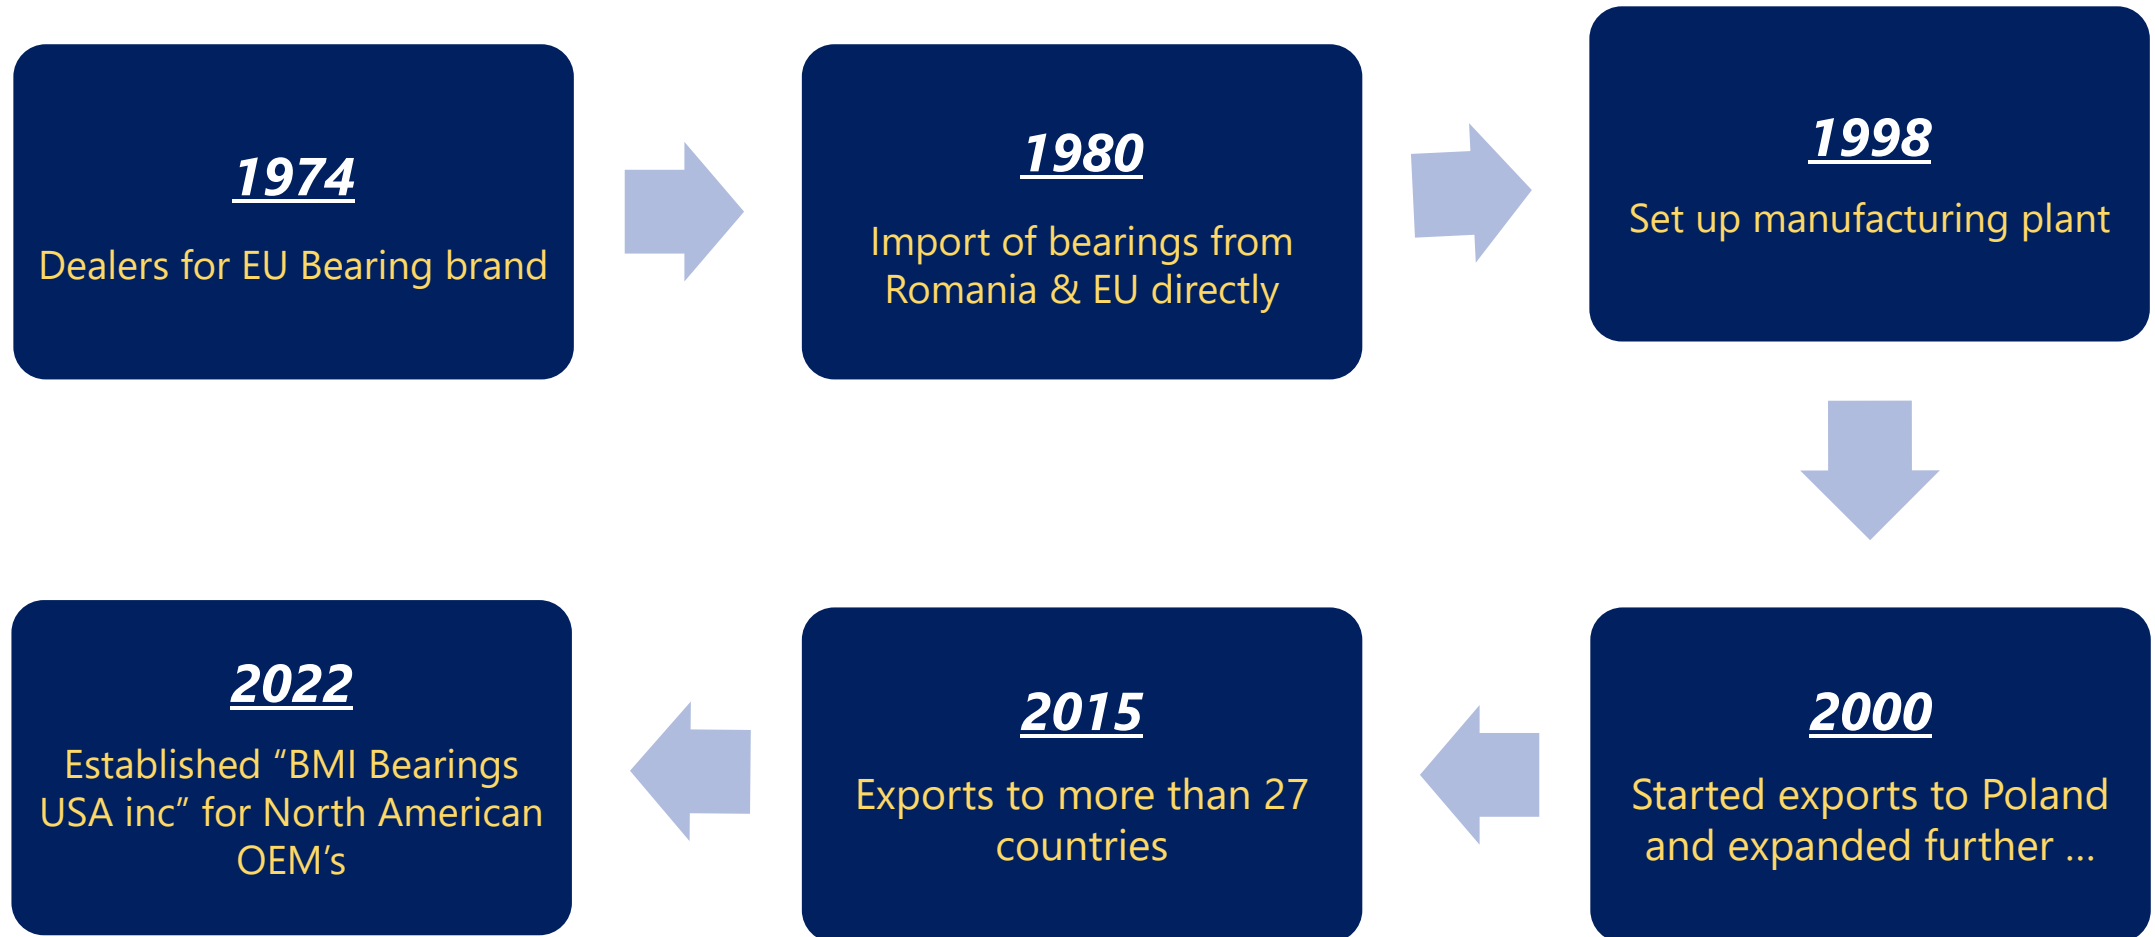 1974
Dealers for EU Bearing brand
1980
Import of bearings from
Romania & EU directly
1998
Set up manufacturing plant
2000
Started exports to Poland
and expanded further ...
2015
Exports to more than 27
countries
2022
Established “BMI Bearings
USA inc” for North American
OEM’s